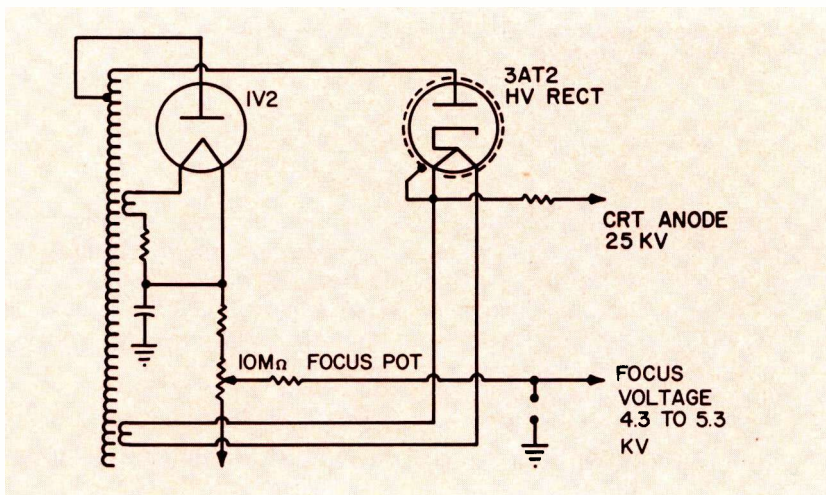 1V2
3AT2
HV RECT
CRT ANODE
25 KV
10MΩ FOCUS POT
FOCUS
VOLTAGE
4.3 TO 5.3
KV